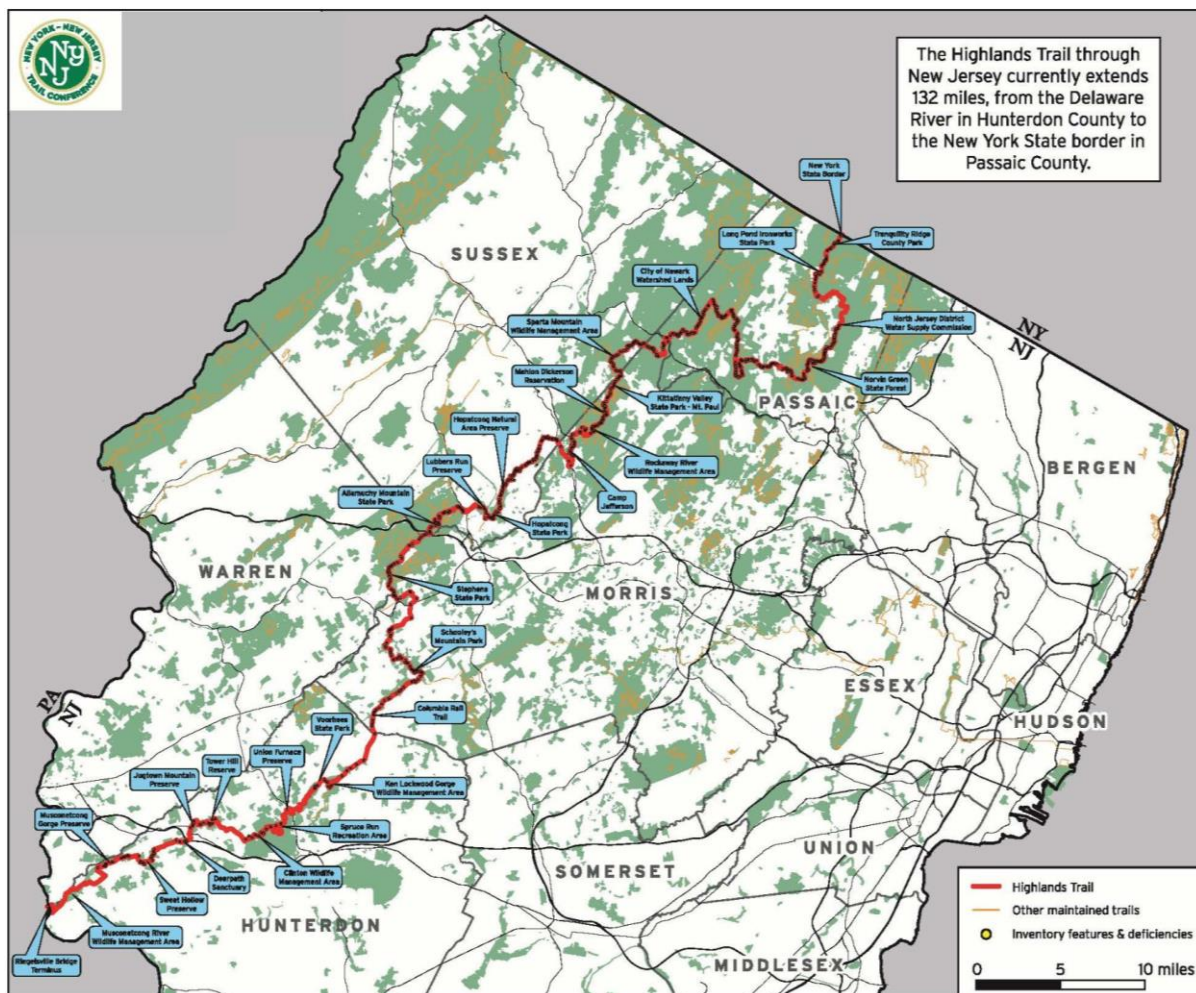 NEW YORK - NEW JERSEY
NY
NJ
TRAIL CONFERENCE
The Highlands Trail through
New Jersey currently extends
132 miles, from the Delaware
River in Hunterdon County to
the New York State border in
Passaic County.
New York
State Border
Long Pond Ironworks
State Park
Tranquility Ridge
County Park
SUSSEX
City of Newark
Watershed Lands
Sparta Mountain
Wildlife Management Area
North Jersey District
Water Supply Commission
NY
NJ
Mahlon Dickerson
Reservation
Kittatinny Valley
State Park - Mt. Paul
Norvin Green
State Forest
PASSAIC
Hopatcong Natural
Area Preserve
Rockaway River
Wildlife Management Area
BERGEN
Lubbers Run
Preserve
Camp
Jefferson
Allamuchy Mountain
State Park
Hopatcong
State Park
WARREN
Stephens
State Park
MORRIS
Schooley's
Mountain Park
ESSEX
PA
NJ
HUDSON
Columbia Rail
Trail
Voorhees
State Park
Union Furnace
Preserve
Tower Hill
Reserve
Jugtown Mountain
Preserve
Ken Lockwood Gorge
Wildlife Management Area
Musconetcong
Gorge Preserve
Spruce Run
Recreation Area
UNION
Clinton Wildlife
Management Area
SOMERSET
Deerpath
Sanctuary
Sweet Hollow
Preserve
HUNTERDON
Musconetcong River
Wildlife Management Area
Riegelsville Bridge
Terminus
MIDDLESEX
Highlands Trail
Other maintained trails
Inventory features & deficiencies
0 5 10 miles